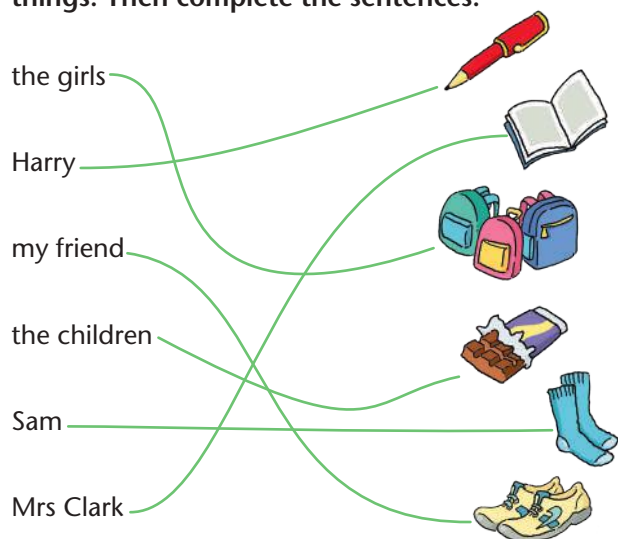 things. Then complete the sentences.
the girls
Harry
my friend
the children
Sam
Mrs Clark